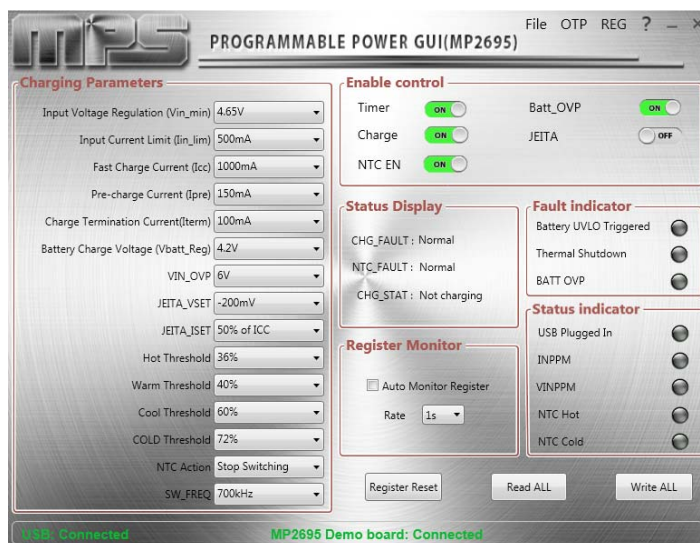 MPS
PROGRAMMABLE POWER GUI(MP2695)
File OTP REG ? – ×
Charging Parameters
Input Voltage Regulation (Vin_min) 4.65V
Input Current Limit (Iin_lim) 500mA
Fast Charge Current (Icc) 1000mA
Pre-charge Current (Ipre) 150mA
Charge Termination Current(Iterm) 100mA
Battery Charge Voltage (Vbatt_Reg) 4.2V
VIN_OVP 6V
JEITA_VSET -200mV
JEITA_ISET 50% of ICC
Hot Threshold 36%
Warm Threshold 40%
Cool Threshold 60%
COLD Threshold 72%
NTC Action Stop Switching
SW_FREQ 700kHz
Enable control
Timer ON
Batt_OVP ON
Charge ON
JEITA OFF
NTC EN ON
Status Display
CHG_FAULT : Normal
NTC_FAULT : Normal
CHG_STAT : Not charging
Fault indicator
Battery UVLO Triggered
Thermal Shutdown
BATT OVP
Status indicator
USB Plugged In
INPPM
VINPPM
NTC Hot
NTC Cold
Register Monitor
Auto Monitor Register
Rate 1s
Register Reset
Read ALL
Write ALL
USB: Connected
MP2695 Demo board: Connected